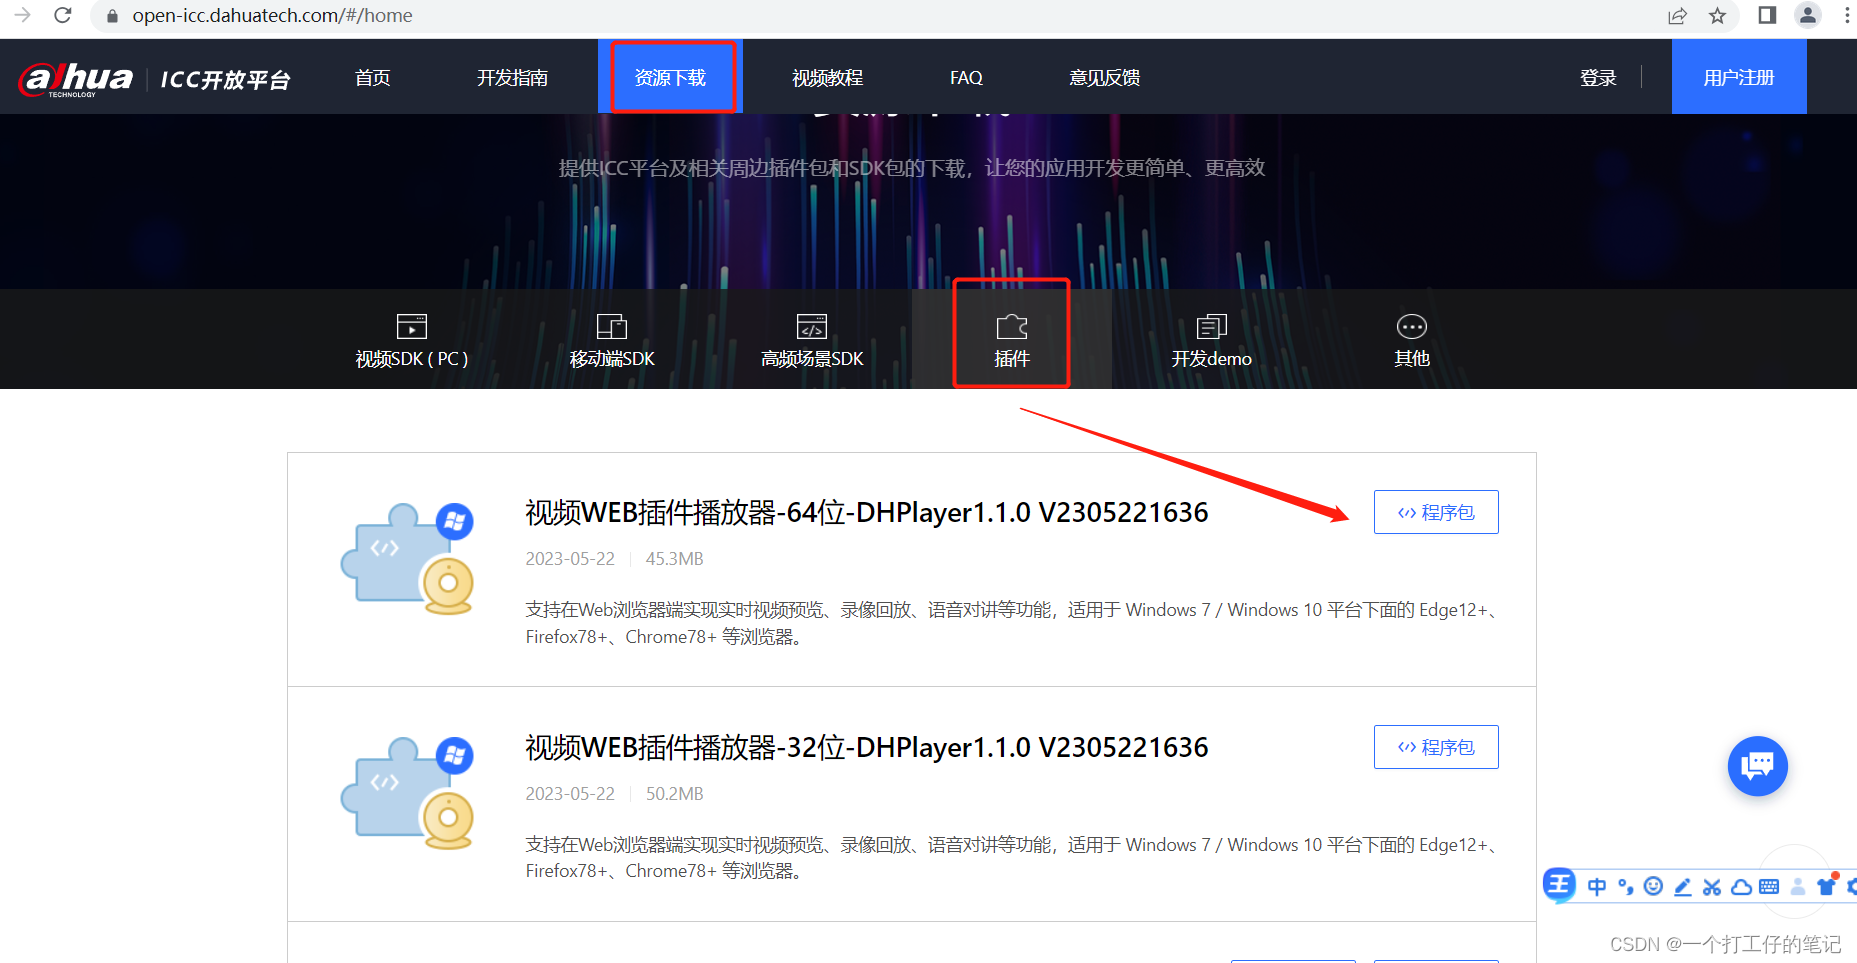 open-icc.dahuatech.com/#/home
alhua
TECHNOLOGY
ICC开放平台
首页
开发指南
资源下载
视频教程
FAQ
意见反馈
登录
用户注册
提供ICC平台及相关周边插件包和SDK包的下载，让您的应用开发更简单、更高效
视频SDK ( PC )
移动端SDK
高频场景SDK
插件
开发demo
其他
视频WEB插件播放器-64位-DHPlayer1.1.0 V2305221636
程序包
2023-05-22
45.3MB
支持在Web浏览器端实现实时视频预览、录像回放、语音对讲等功能，适用于 Windows 7 / Windows 10 平台下面的 Edge12+、
Firefox78+、Chrome78+ 等浏览器。
视频WEB插件播放器-32位-DHPlayer1.1.0 V2305221636
程序包
2023-05-22
50.2MB
支持在Web浏览器端实现实时视频预览、录像回放、语音对讲等功能，适用于 Windows 7 / Windows 10 平台下面的 Edge12+、
Firefox78+、Chrome78+ 等浏览器。
王 中
CSDN @一个打工仔的笔记